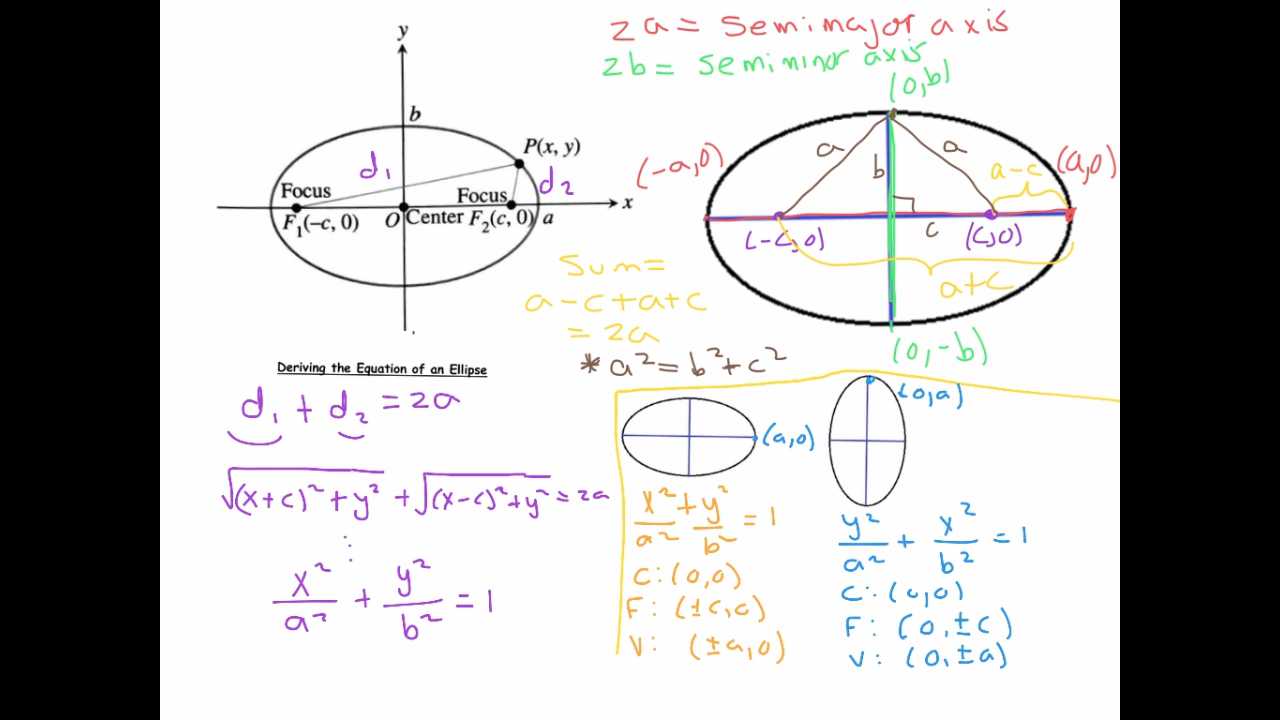 y
b
P(x, y)
d₁
d₂
Focus
Focus
x
F₁(−c, 0)
O
Center
F₂(c, 0)
a
2a = semimajor axis
2b = semiminor axis
(0,b)
(-a,0)
a
a
b
a-c
(a,0)
(-c,0)
c
(c,0)
a+c
(0,-b)
Sum=
a-c+a+c
=2a
* a²=b²+c²
Deriving the Equation of an Ellipse
d₁ + d₂ = 2a
√(x+c)²+y² + √(x-c)²+y² = 2a
⋮
x²/a² + y²/b² = 1
(a,0)
x²/a² + y²/b² = 1
C: (0,0)
F: (±c,0)
V: (±a,0)
(0,a)
y²/a² + x²/b² = 1
C: (0,0)
F: (0,±c)
V: (0,±a)